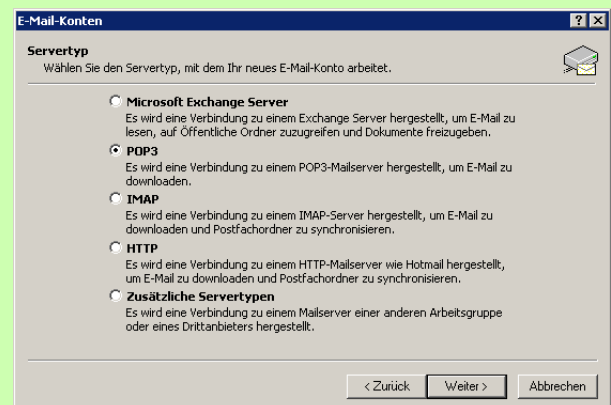 E-Mail-Konten
Servertyp
Wählen Sie den Servertyp, mit dem Ihr neues E-Mail-Konto arbeitet.
Microsoft Exchange Server
Es wird eine Verbindung zu einem Exchange Server hergestellt, um E-Mail zu
lesen, auf Öffentliche Ordner zuzugreifen und Dokumente freizugeben.
POP3
Es wird eine Verbindung zu einem POP3-Mailserver hergestellt, um E-Mail zu
downloaden.
IMAP
Es wird eine Verbindung zu einem IMAP-Server hergestellt, um E-Mail zu
downloaden und Postfachordner zu synchronisieren.
HTTP
Es wird eine Verbindung zu einem HTTP-Mailserver wie Hotmail hergestellt,
um E-Mail zu downloaden und Postfachordner zu synchronisieren.
Zusätzliche Servertypen
Es wird eine Verbindung zu einem Mailserver einer anderen Arbeitsgruppe
oder eines Drittanbieters hergestellt.
< Zurück Weiter > Abbrechen